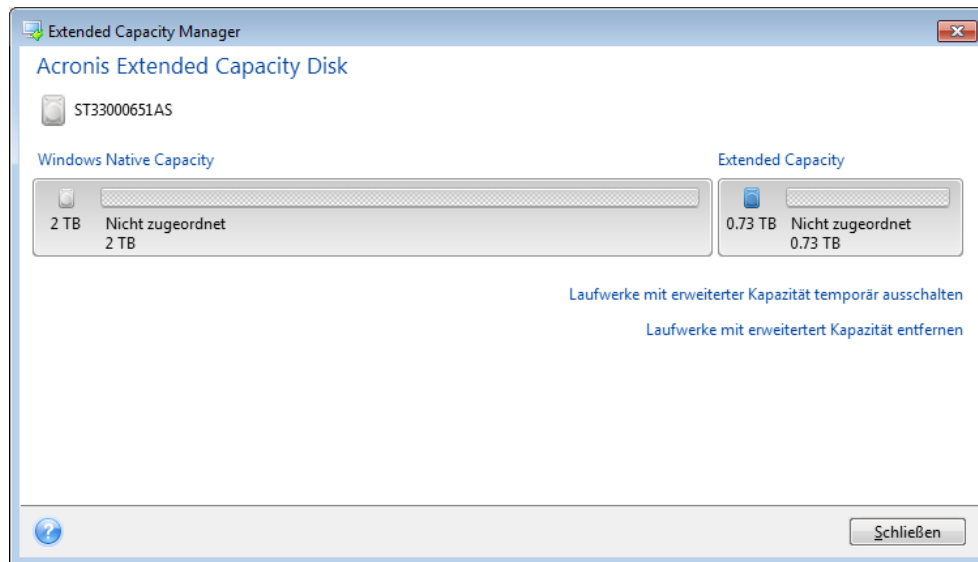 Extended Capacity Manager
Acronis Extended Capacity Disk
ST33000651AS
Windows Native Capacity
Extended Capacity
2 TB
Nicht zugeordnet
2 TB
0.73 TB
Nicht zugeordnet
0.73 TB
Laufwerke mit erweiterter Kapazität temporär ausschalten
Laufwerke mit erweitertert Kapazität entfernen
?
Schließen